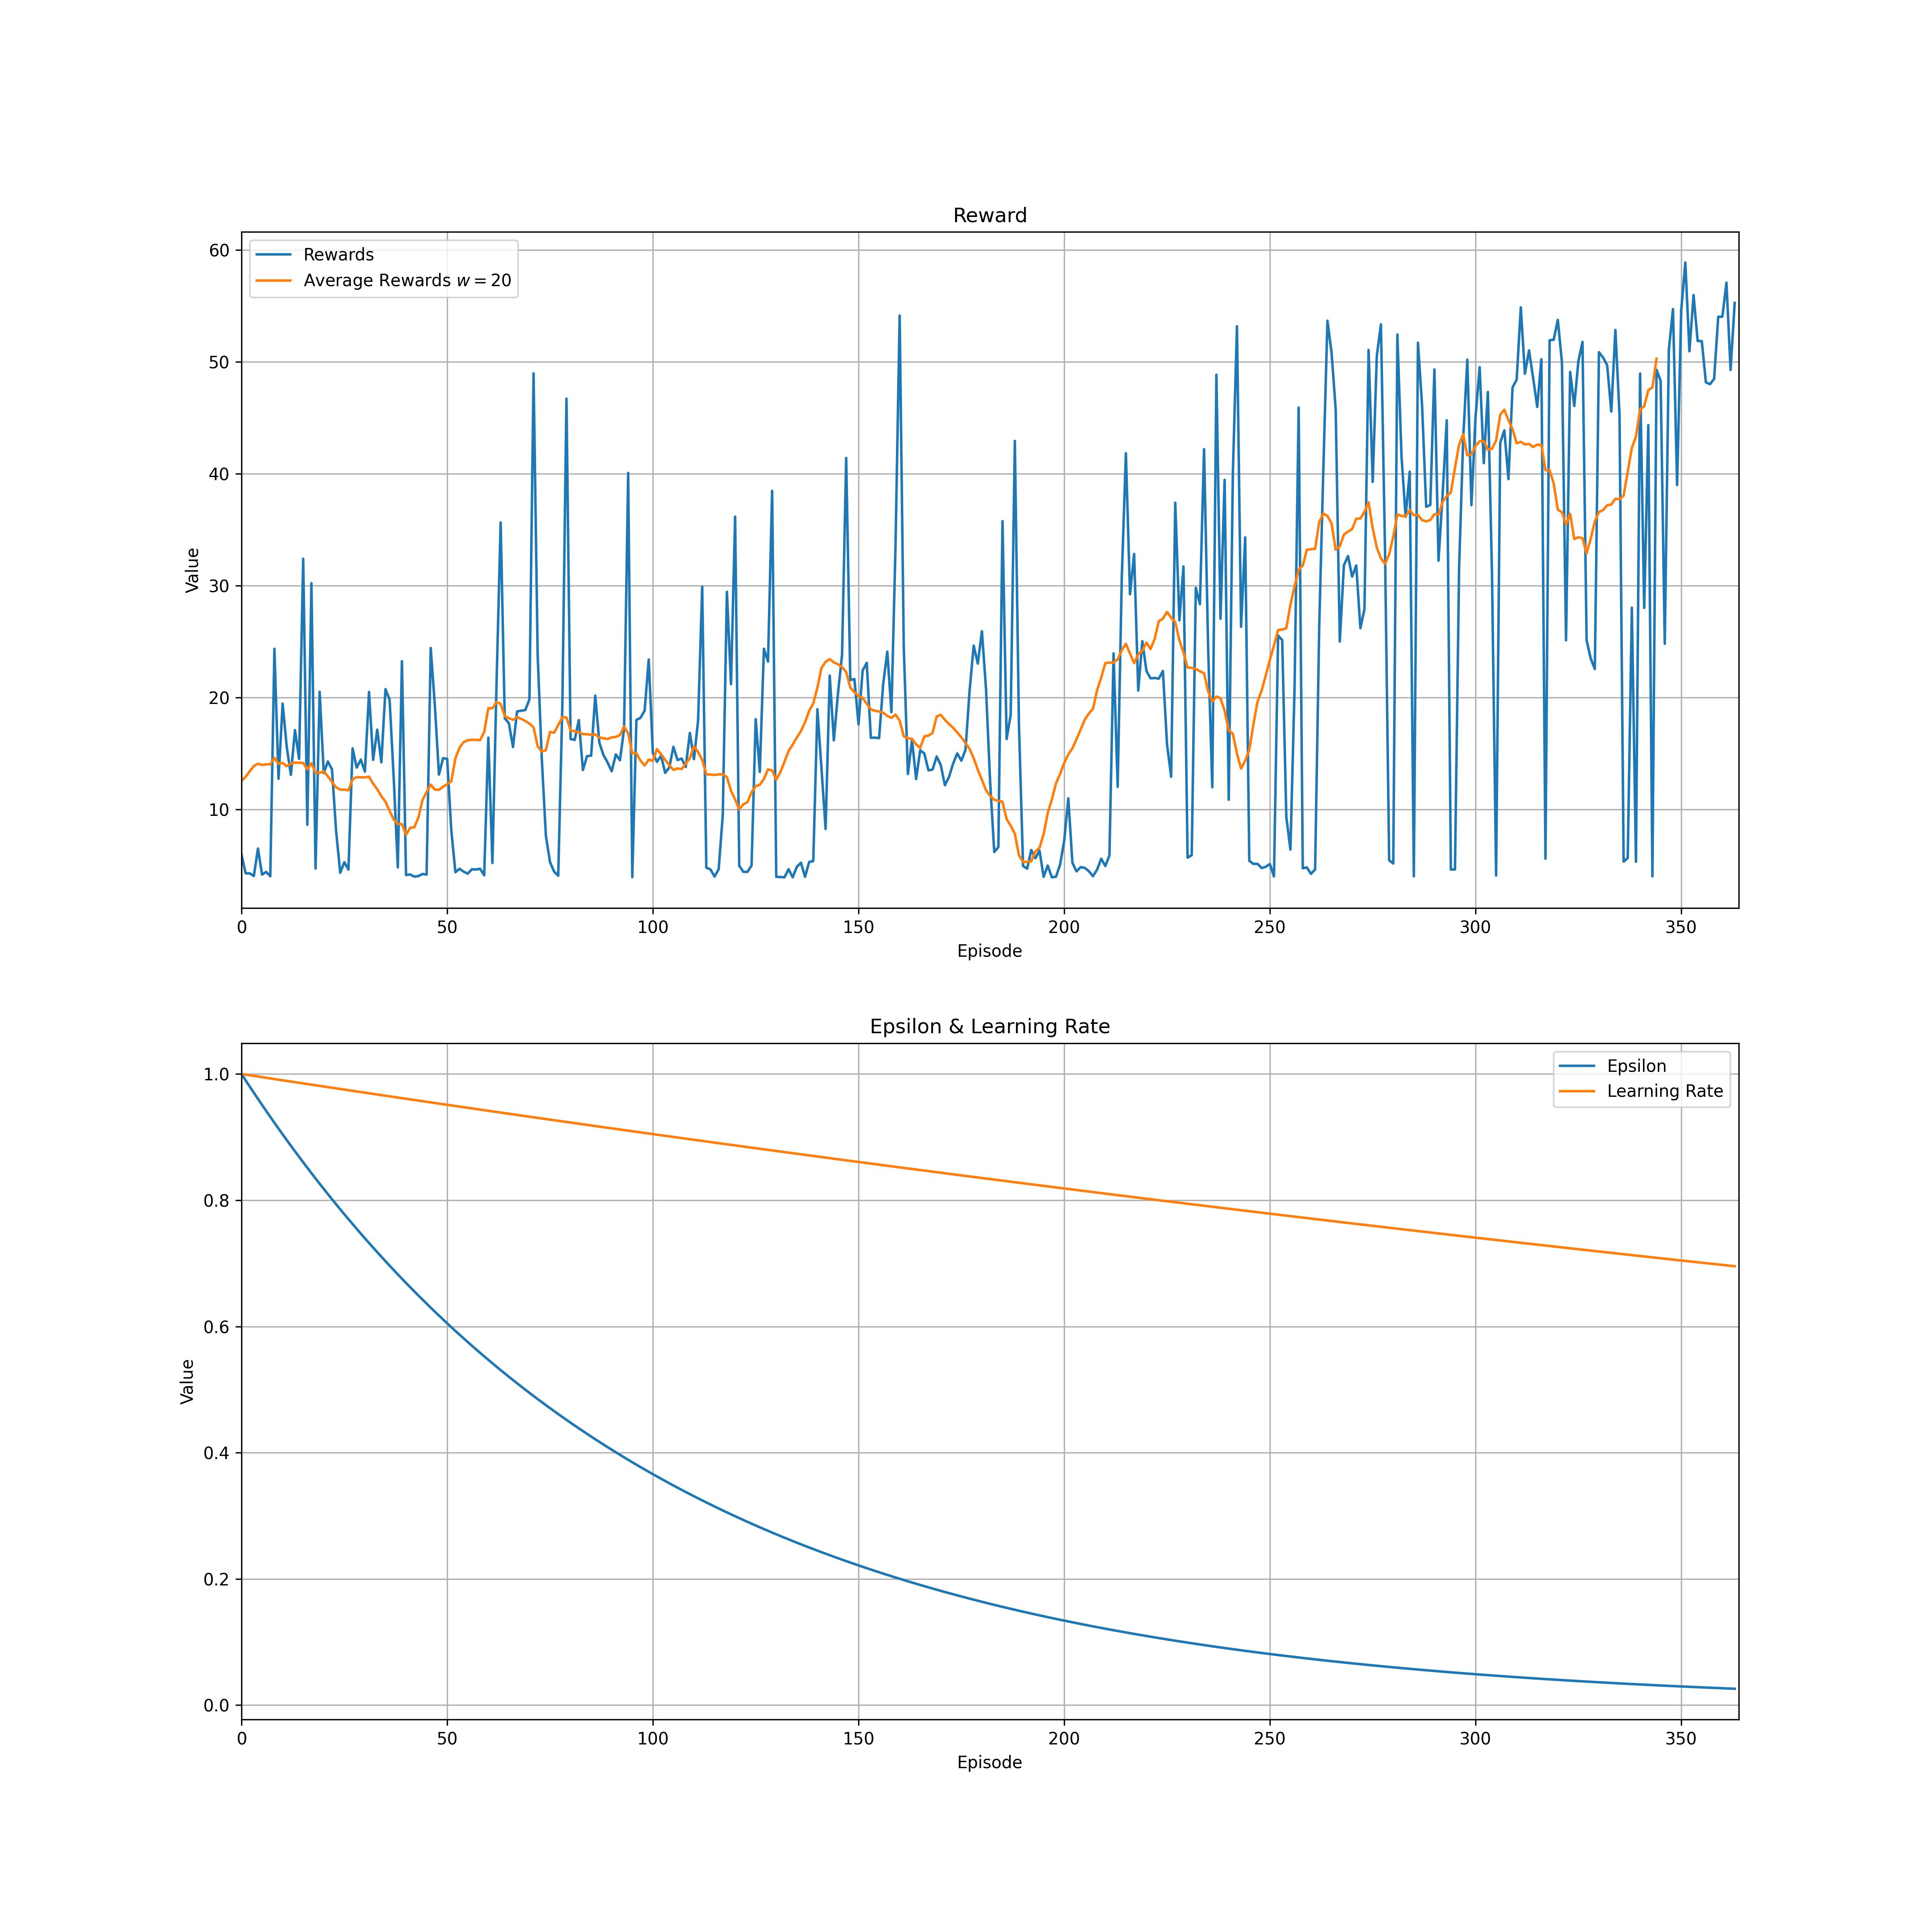 Reward
Rewards
Average Rewards w = 20
60
50
40
30
20
10
Value
0 50 100 150 200 250 300 350
Episode
Epsilon & Learning Rate
Epsilon
Learning Rate
1.0
0.8
0.6
0.4
0.2
0.0
Value
0 50 100 150 200 250 300 350
Episode